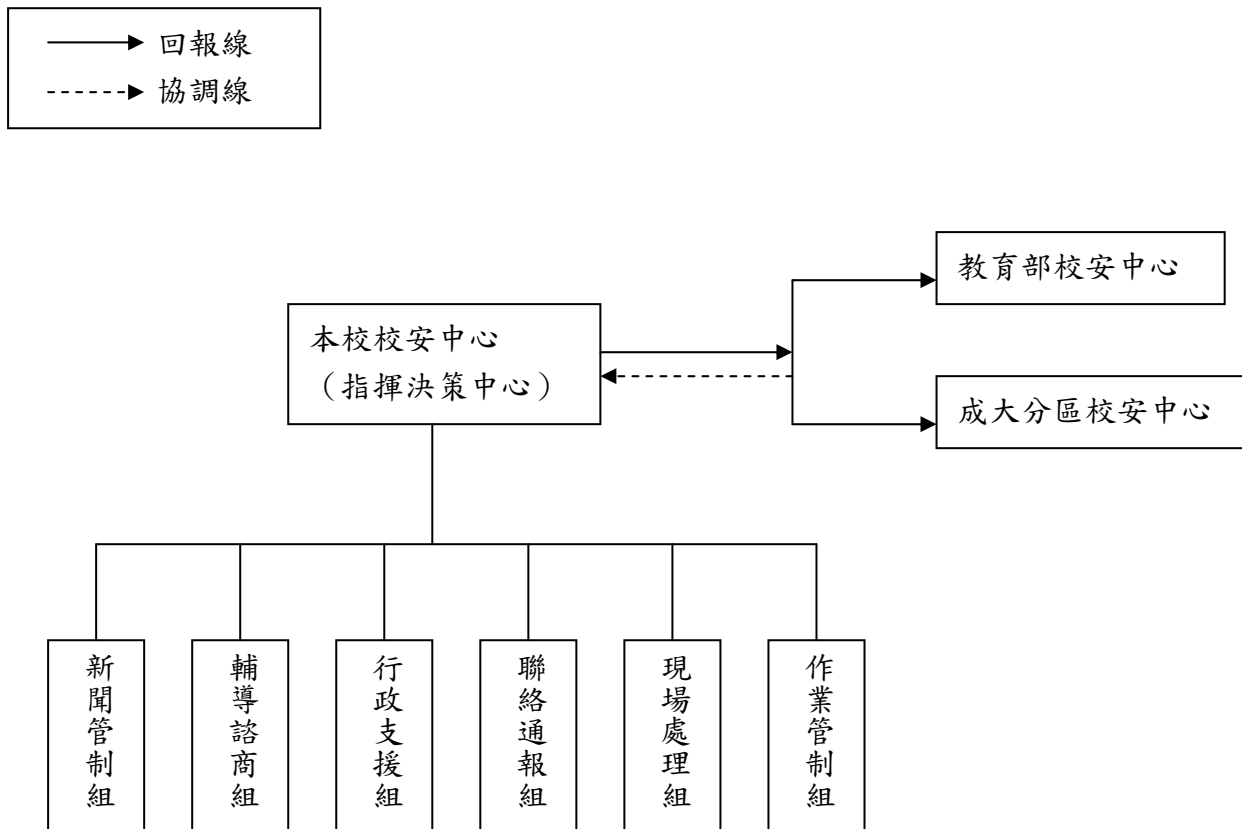 回報線
協調線
教育部校安中心
本校校安中心
（指揮決策中心）
成大分區校安中心
新聞管制組
輔導諮商組
行政支援組
聯絡通報組
現場處理組
作業管制組